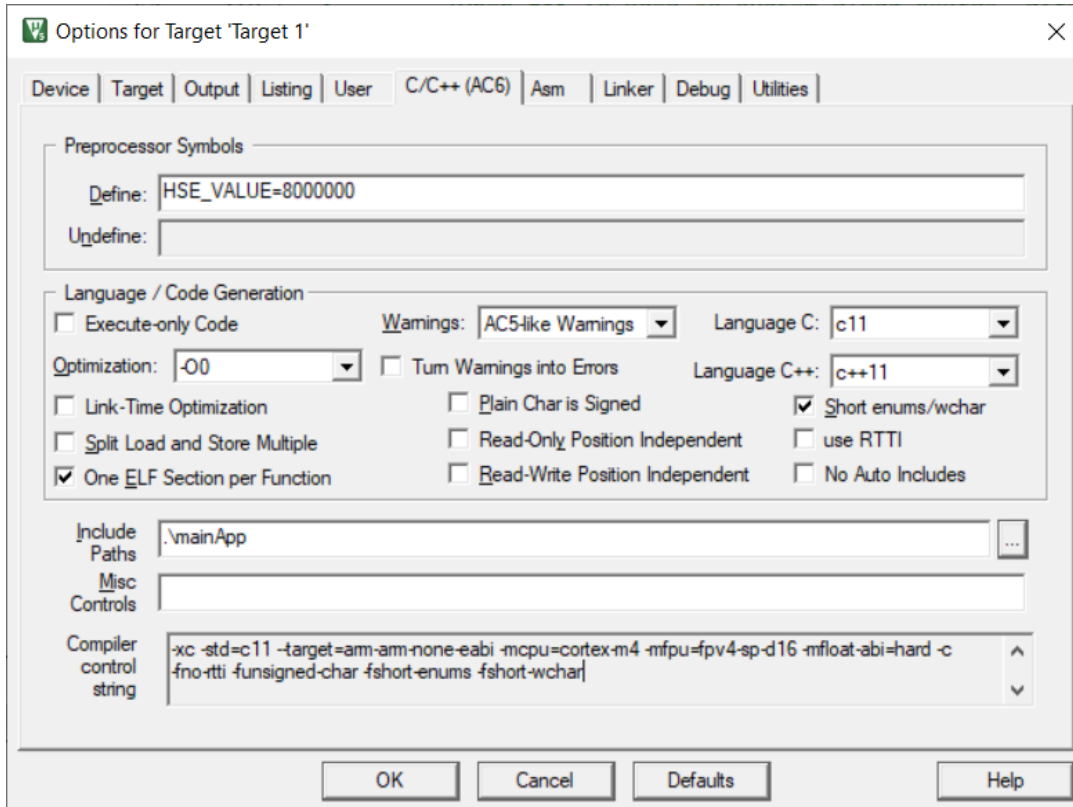 Options for Target 'Target 1'
Device Target Output Listing User C/C++ (AC6) Asm Linker Debug Utilities
Preprocessor Symbols
Define: HSE_VALUE=8000000
Undefine:
Language / Code Generation
Execute-only Code Warnings: AC5-like Warnings Language C: c11
Optimization: -O0 Turn Warnings into Errors Language C++: c++11
Link-Time Optimization Plain Char is Signed Short enums/wchar
Split Load and Store Multiple Read-Only Position Independent use RTTI
One ELF Section per Function Read-Write Position Independent No Auto Includes
Include
Paths
.\mainApp
...
Misc
Controls
Compiler
control
string
-xc -std=c11 --target=arm-arm-none-eabi -mcpu=cortex-m4 -mfpu=fpv4-sp-d16 -mfloat-abi=hard -c
-fno-rtti -funsigned-char -fshort-enums -fshort-wchar
OK Cancel Defaults Help